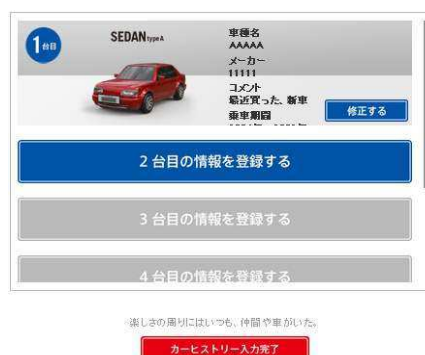 1台目
SEDAN type A
車種名
AAAAA
メーカー
11111
コメント
最近買った、新車
乗車期間
修正する
2台目の情報を登録する
3台目の情報を登録する
4台目の情報を登録する
楽しさの周りにはいつも、仲間や車がいた。
カーヒストリー入力完了